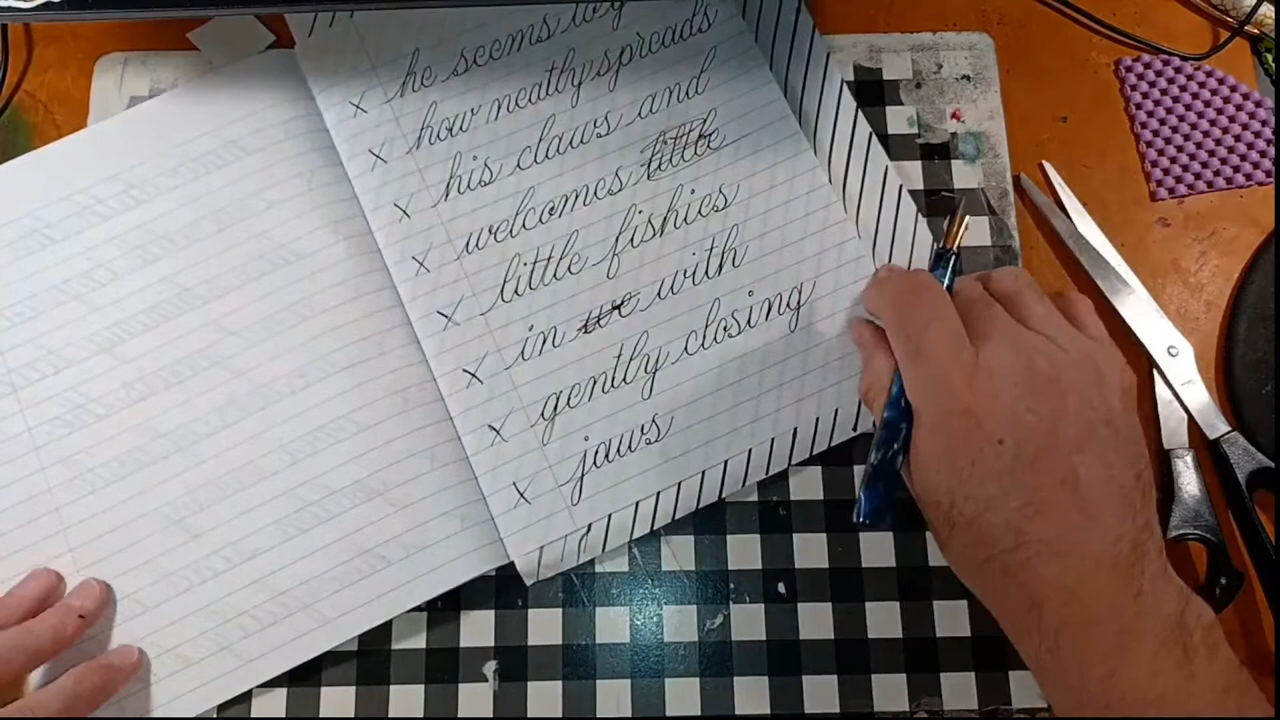 x he seems to g
x how neatly spreads
x his claws and
x welcomes little
x little fishies
x in we with
x gently closing
x jaws